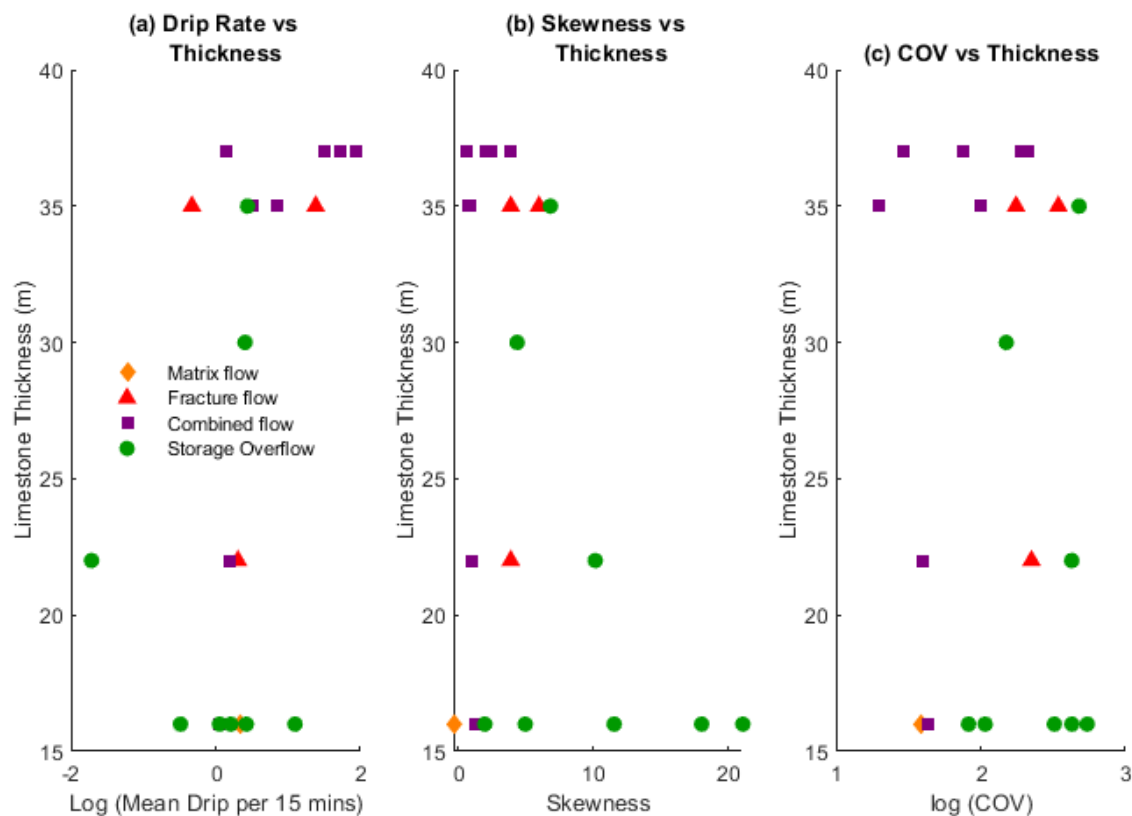 (a) Drip Rate vs
Thickness
40
35
30
25
20
15
-2
0
2
Limestone Thickness (m)
Log (Mean Drip per 15 mins)
Matrix flow
Fracture flow
Combined flow
Storage Overflow
(b) Skewness vs
Thickness
40
35
30
25
20
15
0
10
20
Limestone Thickness (m)
Skewness
(c) COV vs Thickness
40
35
30
25
20
15
1
2
3
Limestone Thickness (m)
log (COV)